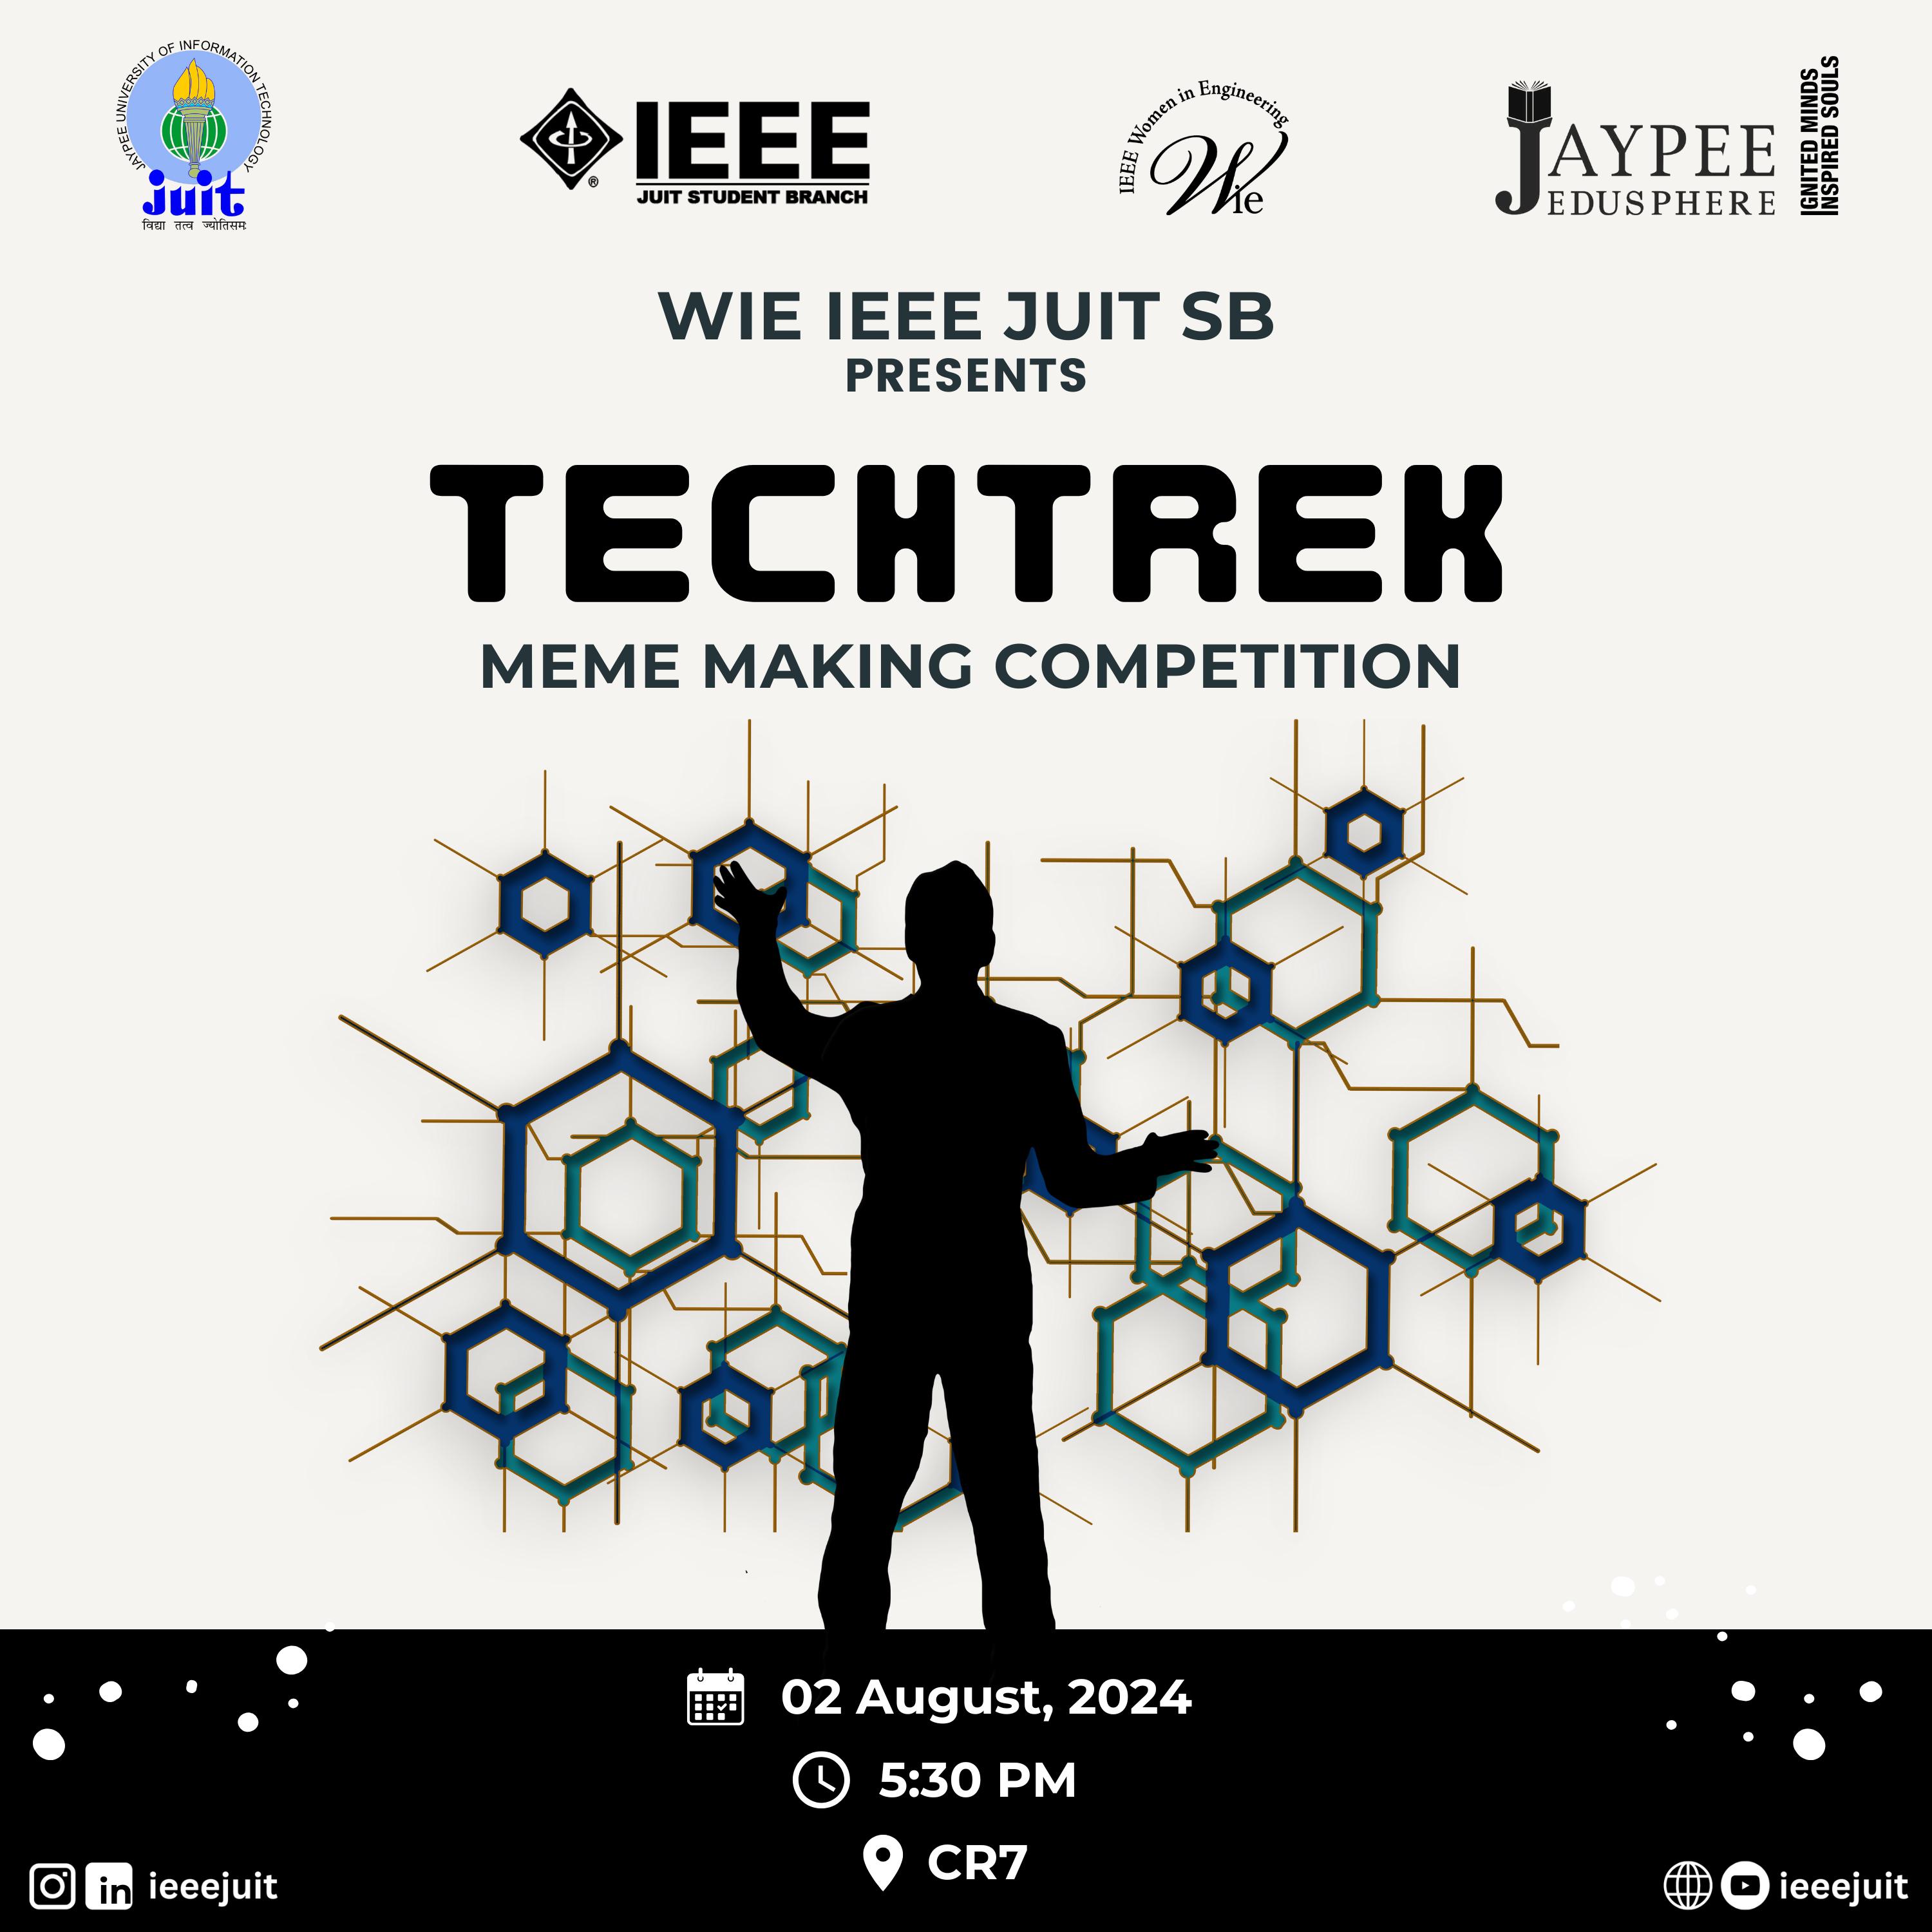 JAYPEE UNIVERSITY OF INFORMATION TECHNOLOGY
juit
विद्या तत्व ज्योतिसमः
IEEE
JUIT STUDENT BRANCH
IEEE Women in Engineering
Wie
JAYPEE
EDUSPHERE
IGNITED MINDS
INSPIRED SOULS
WIE IEEE JUIT SB
PRESENTS
TECHTREK
MEME MAKING COMPETITION
02 August, 2024
5:30 PM
CR7
in ieeejuit
ieeejuit